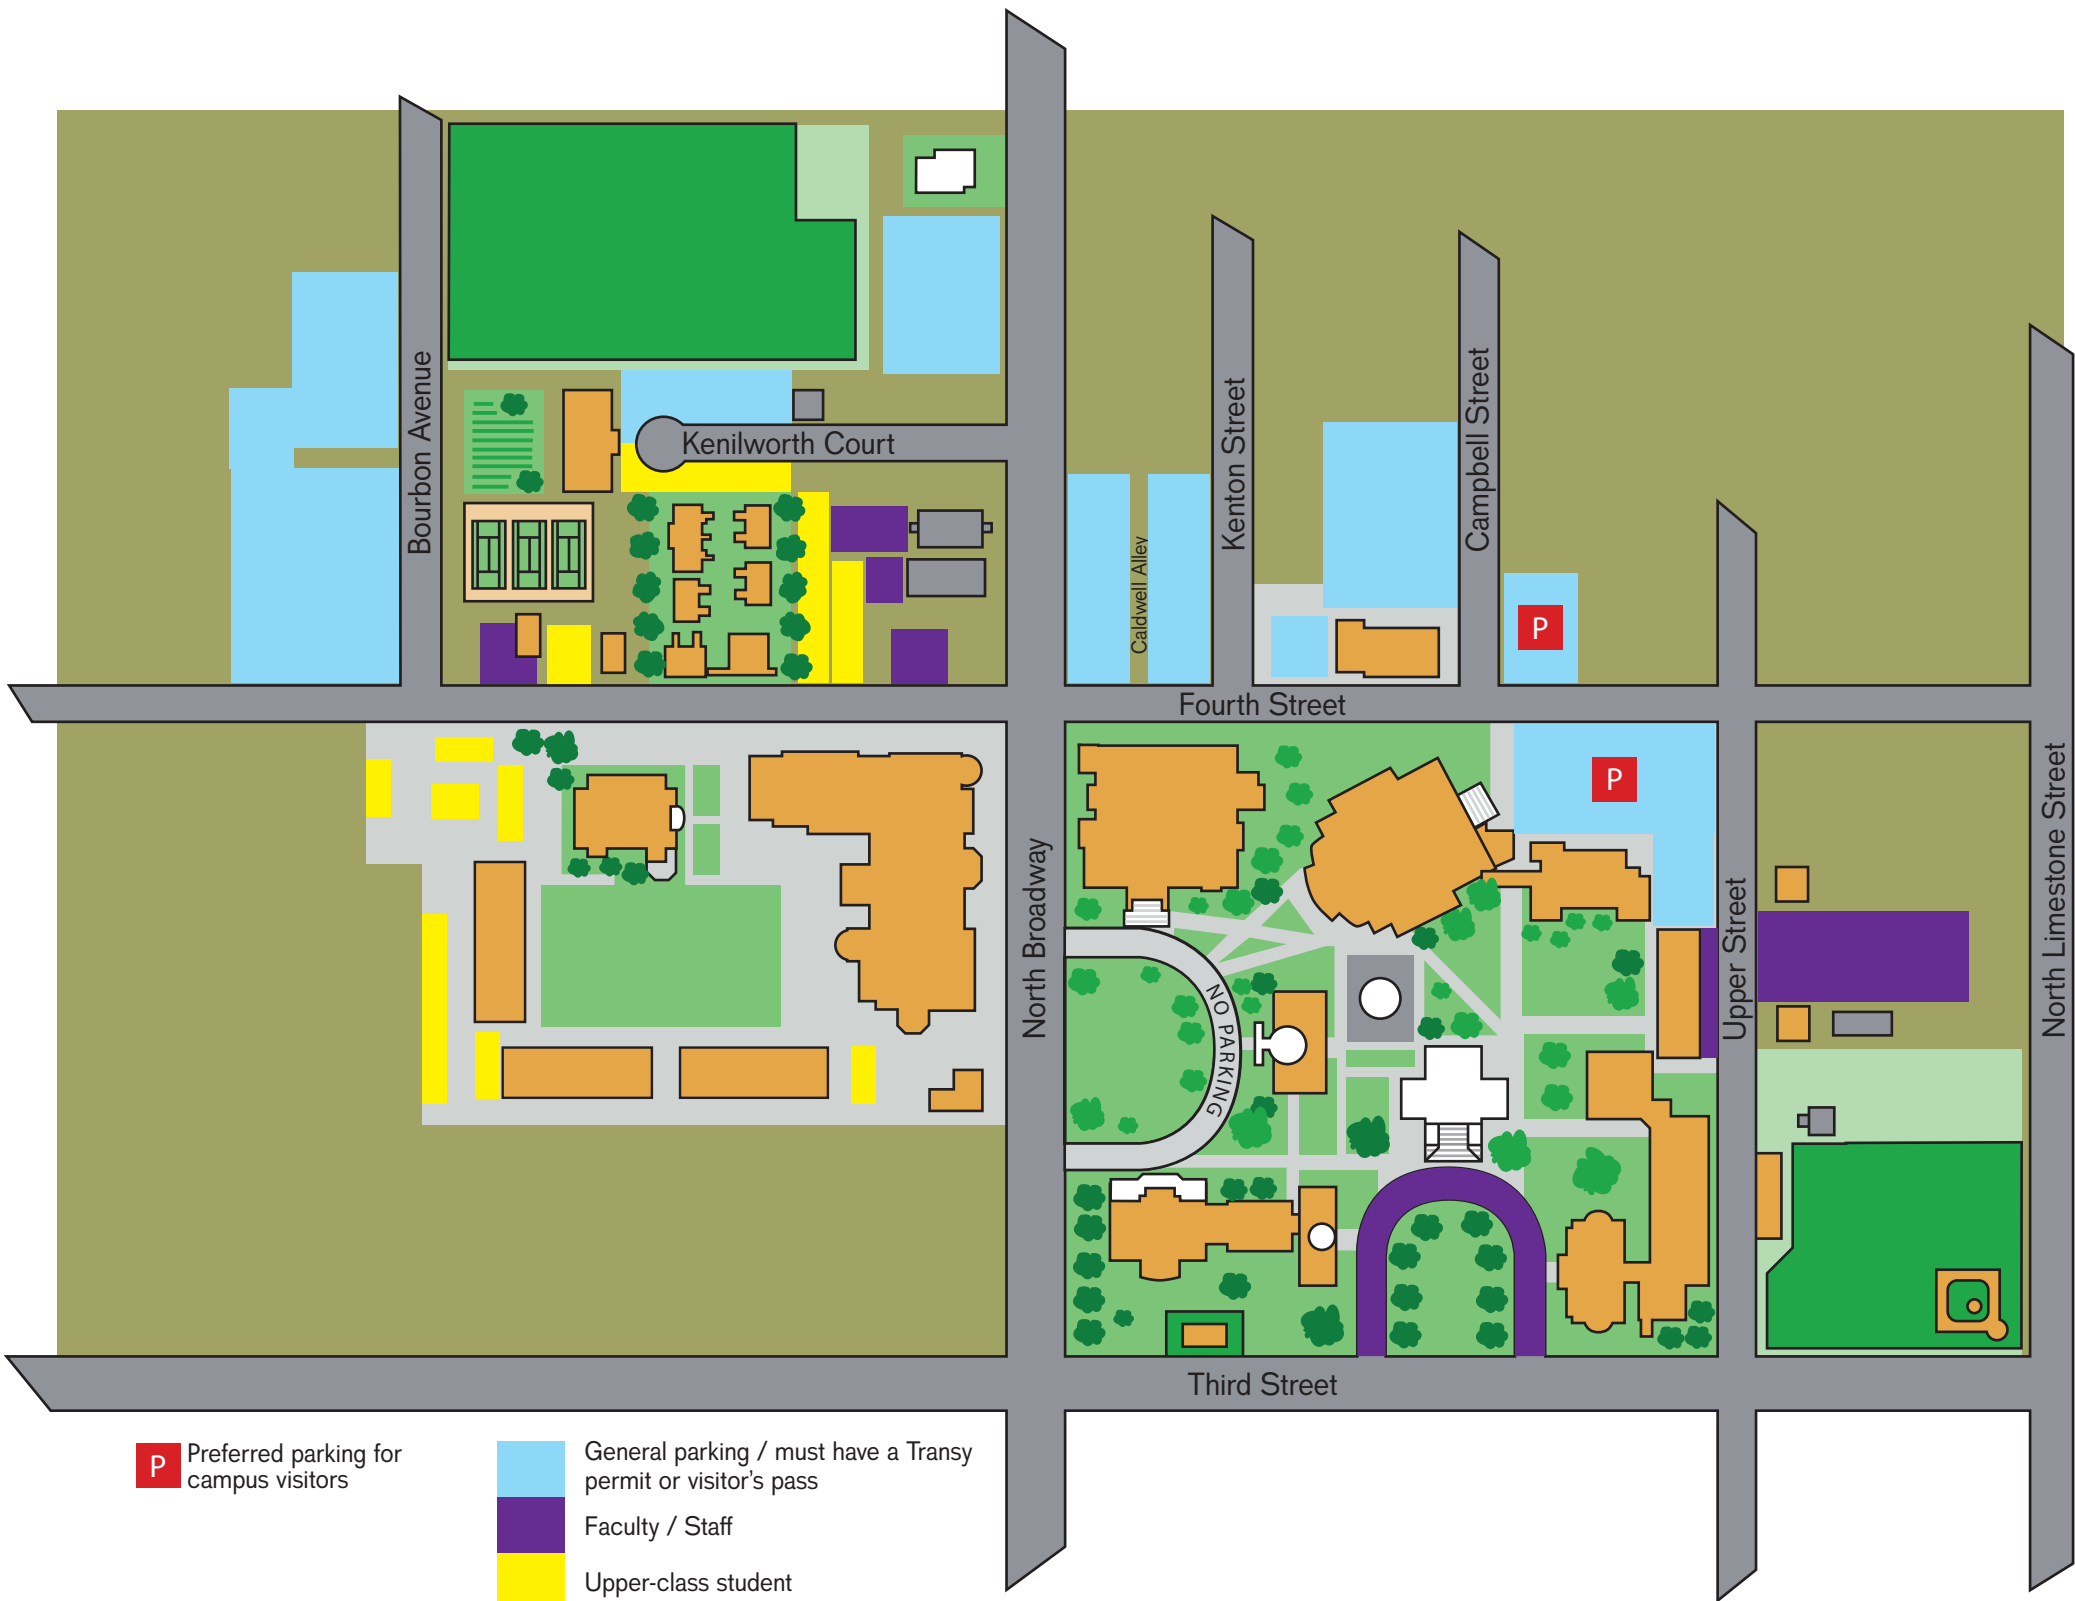 Bourbon Avenue
Kenilworth Court
Kenton Street
Campbell Street
Caldwell Alley
P
Fourth Street
P
North Broadway
NO PARKING
Upper Street
North Limestone Street
Third Street
P
Preferred parking for
campus visitors
General parking / must have a Transy
permit or visitor's pass
Faculty / Staff
Upper-class student